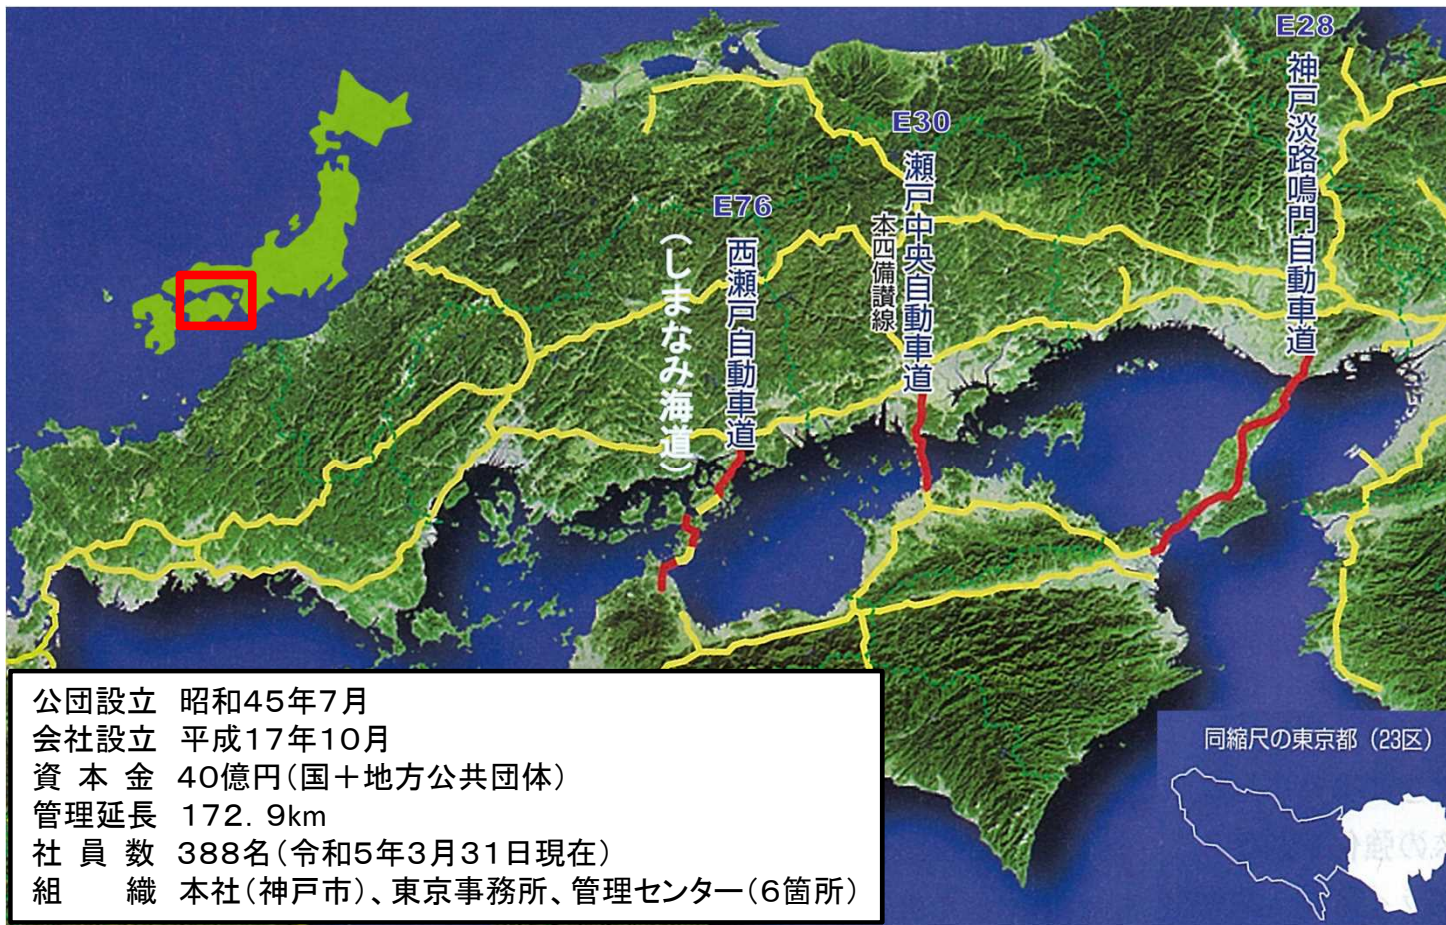 E28
神戸淡路鳴門自動車道
E30
瀬戸中央自動車道
本四備讃線
E76
西瀬戸自動車道
(しまなみ海道)
公団設立 昭和45年7月
会社設立 平成17年10月
資本金 40億円(国+地方公共団体)
管理延長 172.9km
社員数 388名(令和5年3月31日現在)
組織 本社(神戸市)、東京事務所、管理センター(6箇所)
同縮尺の東京都(23区)